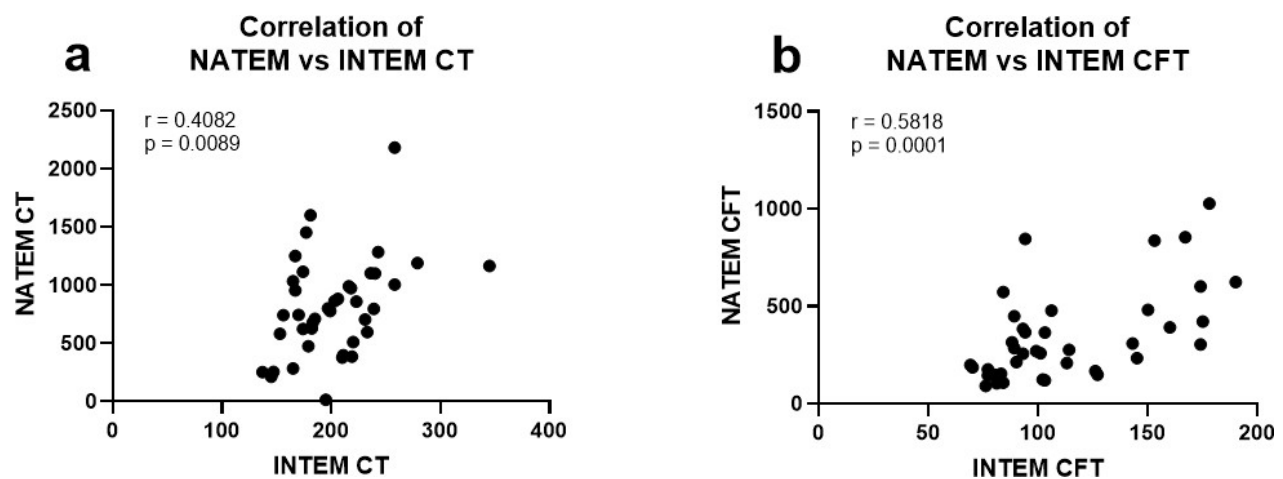 a
Correlation of
NATEM vs INTEM CT
r = 0.4082
p = 0.0089
2500
2000
1500
1000
500
0
NATEM CT
0 100 200 300 400
INTEM CT
b
Correlation of
NATEM vs INTEM CFT
r = 0.5818
p = 0.0001
1500
1000
500
0
NATEM CFT
0 50 100 150 200
INTEM CFT